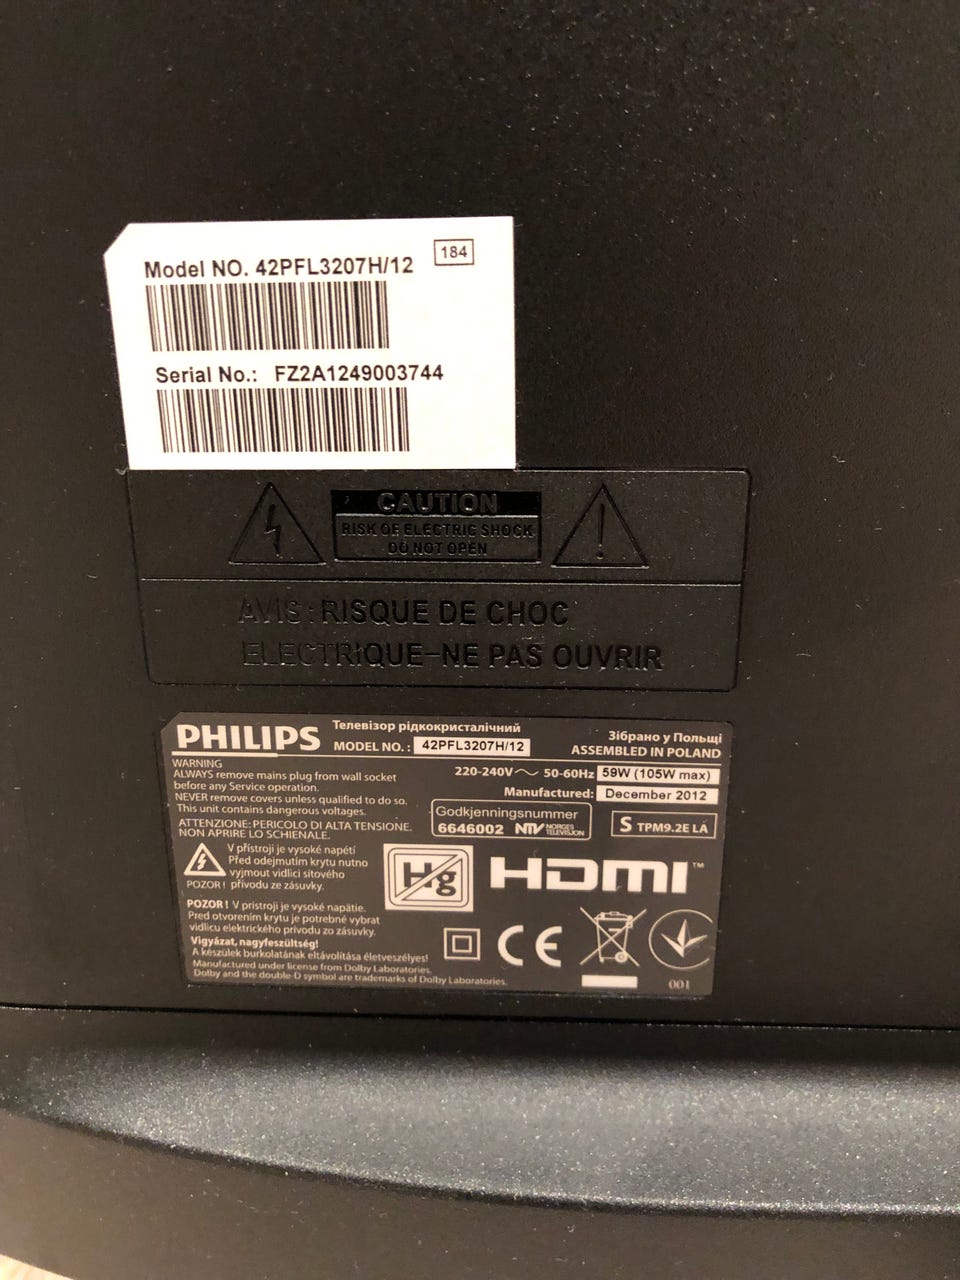 Model NO. 42PFL3207H/12 184
Serial No.: FZ2A1249003744
CAUTION
RISK OF ELECTRIC SHOCK
DO NOT OPEN
AVIS : RISQUE DE CHOC
ELECTRIQUE–NE PAS OUVRIR
PHILIPS
Телевізор рідкокристалічний
MODEL NO. : 42PFL3207H/12
Зібрано у Польщі
ASSEMBLED IN POLAND
220-240V～ 50-60Hz 59W (105W max)
Manufactured: December 2012
WARNING
ALWAYS remove mains plug from wall socket
before any Service operation.
NEVER remove covers unless qualified to do so.
This unit contains dangerous voltages.
ATTENZIONE: PERICOLO DI ALTA TENSIONE.
NON APRIRE LO SCHIENALE.
Godkjenningsnummer
6646002 NTV NORGES
TELEVISJON
S TPM9.2E LA
V přístroji je vysoké napětí
Před odejmutím krytu nutno
vyjmout vidlici síťového
POZOR ! přívodu ze zásuvky.
POZOR ! V pristroji je vysoké napätie.
Pred otvorením krytu je potrebné vybrat
vidlicu elektrického prívodu zo zásuvky.
Vigyázat, nagyfeszültség!
A készülek burkolatának eltávolítása életveszélyes!
Manufactured under license from Dolby Laboratories.
Dolby and the double-D symbol are trademarks of Dolby Laboratories.
Hg
HDMI™
CE
001